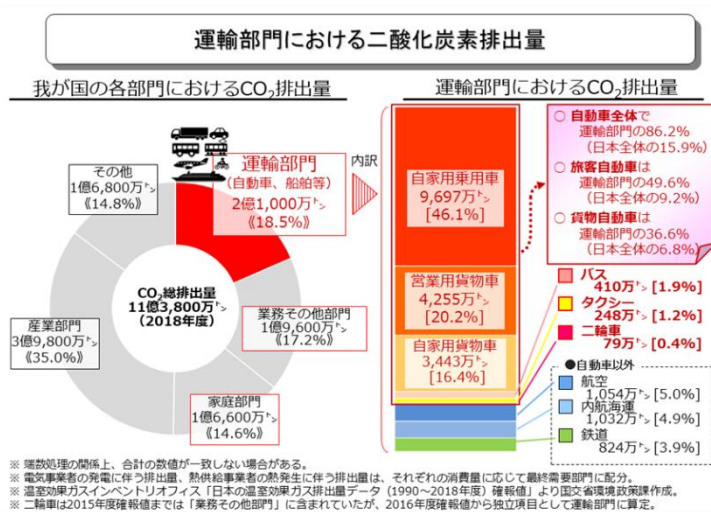 運輸部門における二酸化炭素排出量
我が国の各部門におけるCO₂排出量
運輸部門におけるCO₂排出量
その他
1億6,800万㌧
《14.8%》
運輸部門
(自動車、船舶等)
2億1,000万㌧
《18.5%》
内訳
CO₂総排出量
11億3,800万㌧
(2018年度)
産業部門
3億9,800万㌧
《35.0%》
業務その他部門
1億9,600万㌧
《17.2%》
家庭部門
1億6,600万㌧
《14.6%》
自家用乗用車
9,697万㌧
[46.1%]
営業用貨物車
4,255万㌧
[20.2%]
自家用貨物車
3,443万㌧
[16.4%]
○ 自動車全体で
運輸部門の86.2%
(日本全体の15.9%)
○ 旅客自動車は
運輸部門の49.6%
(日本全体の9.2%)
○ 貨物自動車は
運輸部門の36.6%
(日本全体の6.8%)
バス
410万㌧ [1.9%]
タクシー
248万㌧ [1.2%]
二輪車
79万㌧ [0.4%]
●自動車以外
航空
1,054万㌧ [5.0%]
内航海運
1,032万㌧ [4.9%]
鉄道
824万㌧ [3.9%]
※ 端数処理の関係上、合計の数値が一致しない場合がある。
※ 電気事業者の発電に伴う排出量、熱供給事業者の熱発生に伴う排出量は、それぞれの消費量に応じて最終需要部門に配分。
※ 温室効果ガスインベントリオフィス「日本の温室効果ガス排出量データ(1990~2018年度)確報値」より国交省環境政策課作成。
※ 二輪車は2015年度確報値までは「業務その他部門」に含まれていたが、2016年度確報値から独立項目として運輸部門に算定。